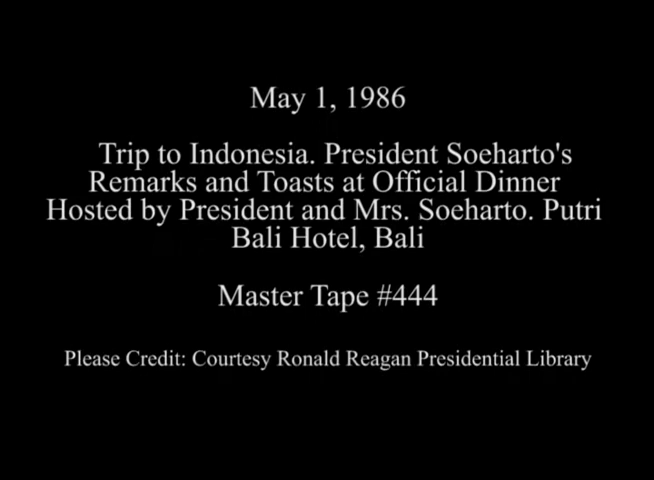 May 1, 1986
Trip to Indonesia. President Soeharto's
Remarks and Toasts at Official Dinner
Hosted by President and Mrs. Soeharto. Putri
Bali Hotel, Bali
Master Tape #444
Please Credit: Courtesy Ronald Reagan Presidential Library